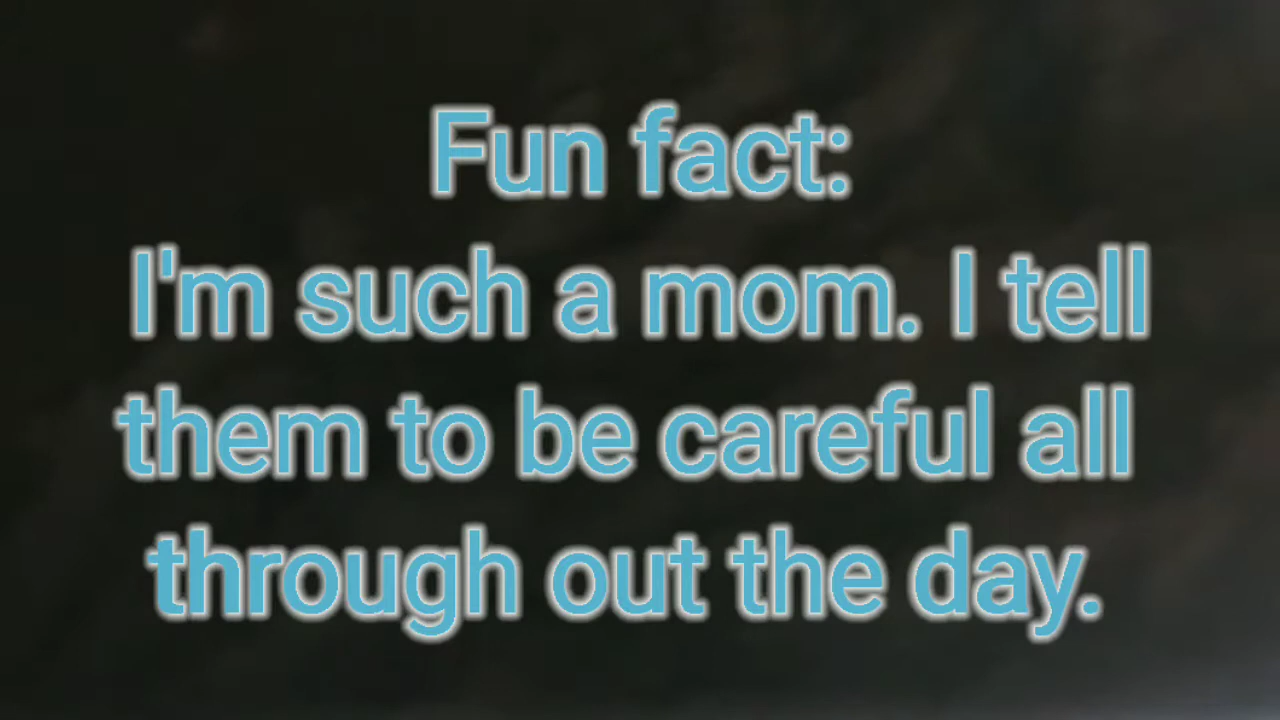 Fun fact:
I'm such a mom. I tell
them to be careful all
through out the day.